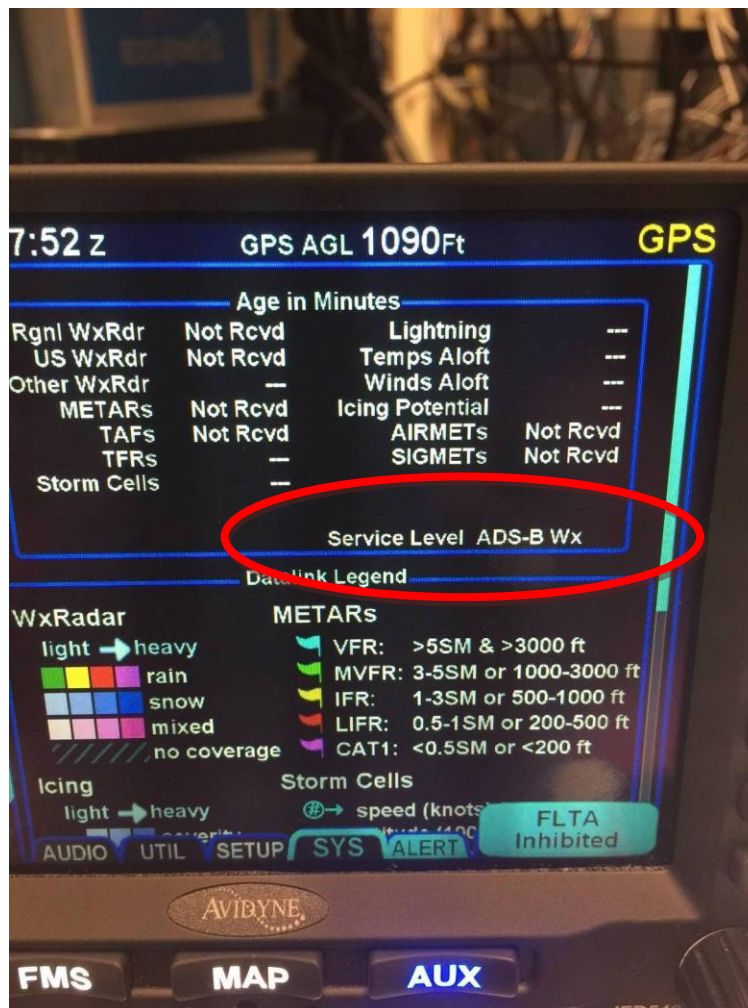 7:52 z GPS AGL 1090Ft GPS
Age in Minutes
Rgnl WxRdr Not Rcvd Lightning ---
US WxRdr Not Rcvd Temps Aloft ---
Other WxRdr --- Winds Aloft ---
METARs Not Rcvd Icing Potential ---
TAFs Not Rcvd AIRMETs Not Rcvd
TFRs --- SIGMETs Not Rcvd
Storm Cells ---
Service Level ADS-B Wx
Datalink Legend
WxRadar METARs
light heavy VFR: >5SM & >3000 ft
rain MVFR: 3-5SM or 1000-3000 ft
snow IFR: 1-3SM or 500-1000 ft
mixed LIFR: 0.5-1SM or 200-500 ft
no coverage CAT1: <0.5SM or <200 ft
Icing Storm Cells
light heavy # speed (knots
FLTA
Inhibited
AUDIO UTIL SETUP SYS ALERT
AVIDYNE
FMS MAP AUX